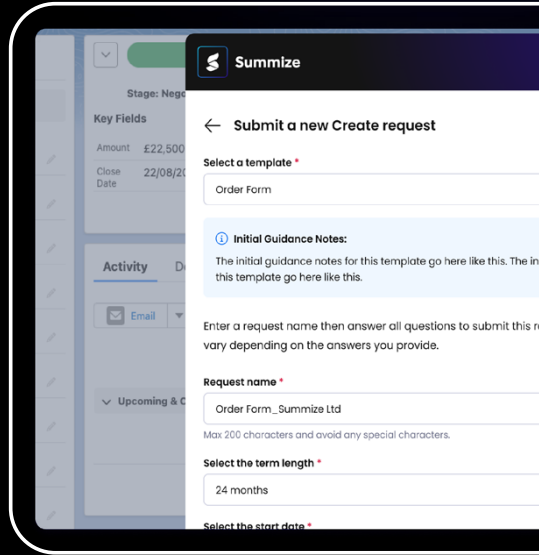 Summize
Stage: Nego
Key Fields
Amount £22,500
Close Date 22/08/20
Activity
D
Email
Upcoming & C
Submit a new Create request
Select a template *
Order Form
Initial Guidance Notes:
The initial guidance notes for this template go here like this. The in
this template go here like this.
Enter a request name then answer all questions to submit this r
vary depending on the answers you provide.
Request name *
Order Form_Summize Ltd
Max 200 characters and avoid any special characters.
Select the term length *
24 months
Select the start date *